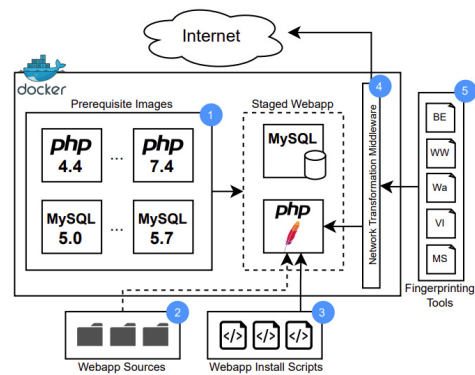 Internet
docker
4
5
Prerequisite Images
Staged Webapp
1
php
4.4
...
php
7.4
MySQL
5.0
...
MySQL
5.7
MySQL
php
Network Transformation Middleware
BE
WW
Wa
VI
MS
Fingerprinting
Tools
2
3
</>
</>
</>
Webapp Sources
Webapp Install Scripts